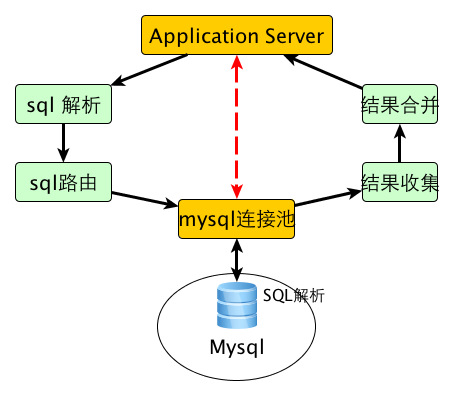 Application Server
sql 解析
结果合并
sql路由
结果收集
mysql连接池
SQL解析
Mysql